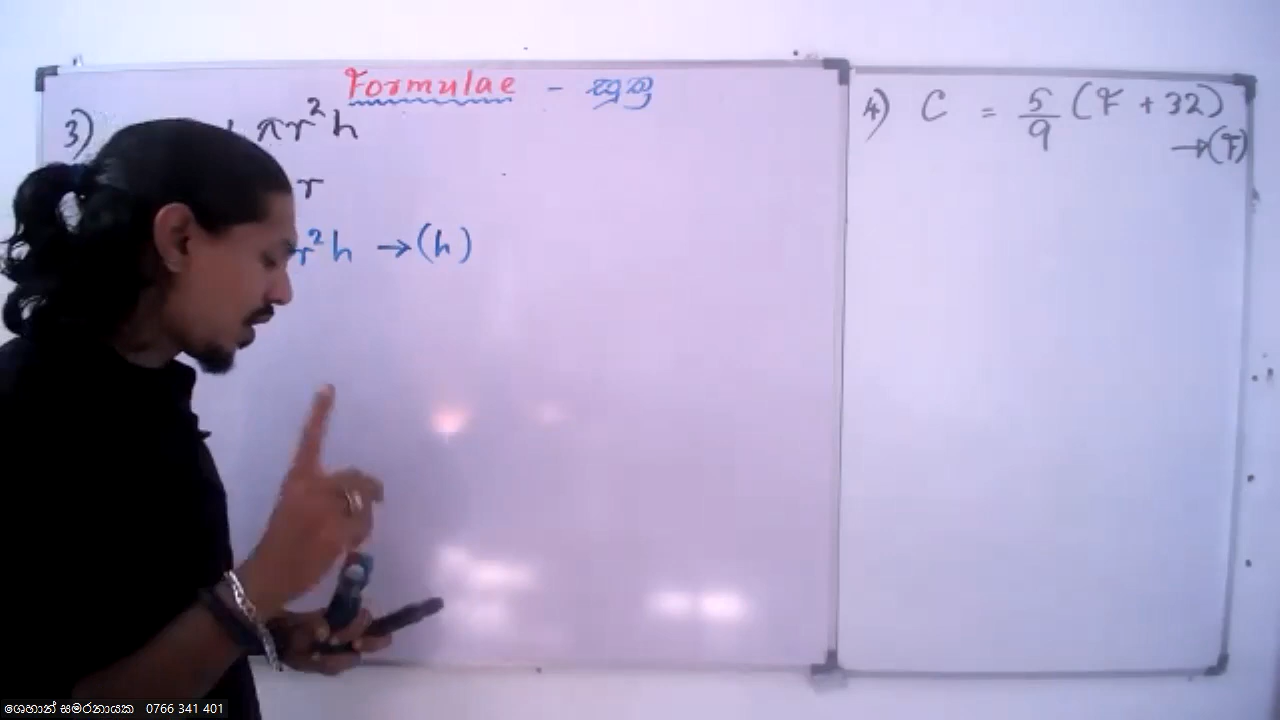 Formulae - සූත්‍ර
3) πr²h
r
r²h → (h)
4) C = 5/9 (F + 32)
→ (F)
ශෙහාන් සමරනායක 0766 341 401